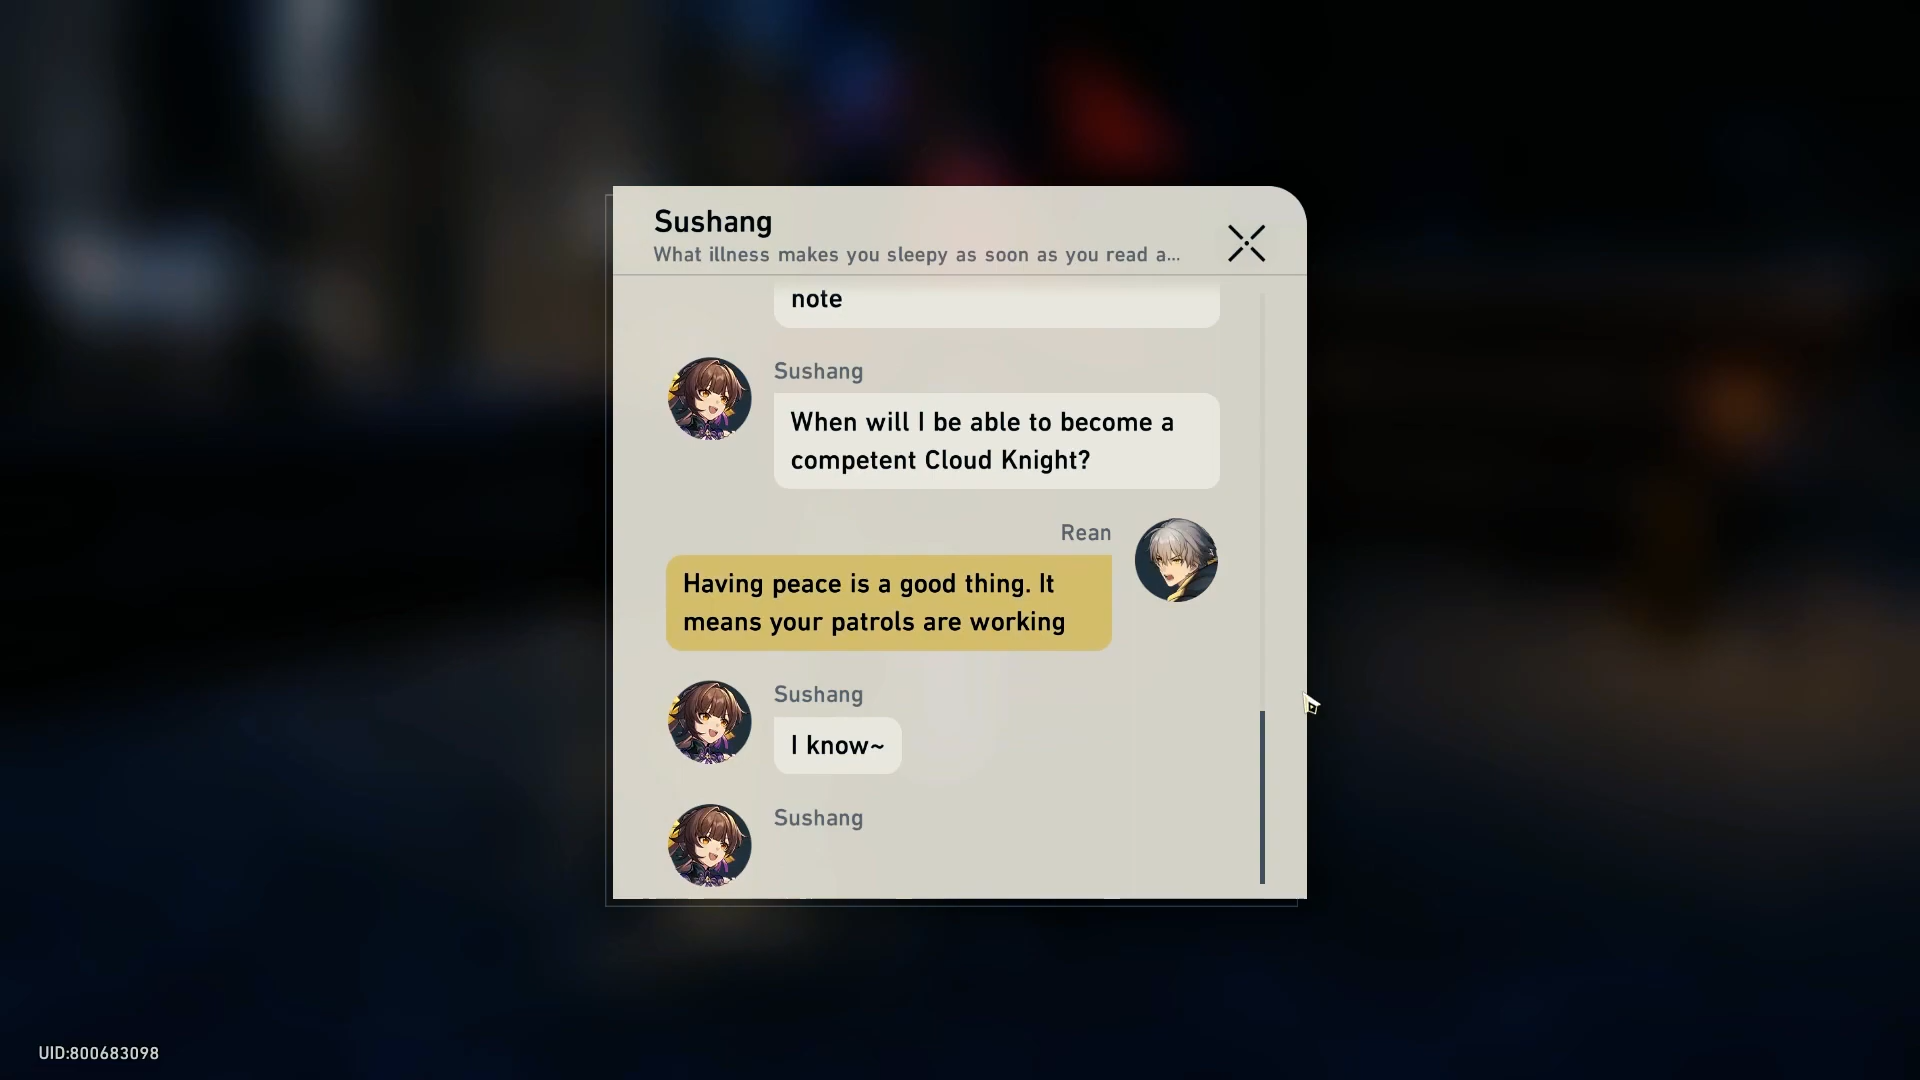 Sushang
What illness makes you sleepy as soon as you read a...
note
Sushang
When will I be able to become a
competent Cloud Knight?
Rean
Having peace is a good thing. It
means your patrols are working
Sushang
I know~
Sushang
UID:800683098